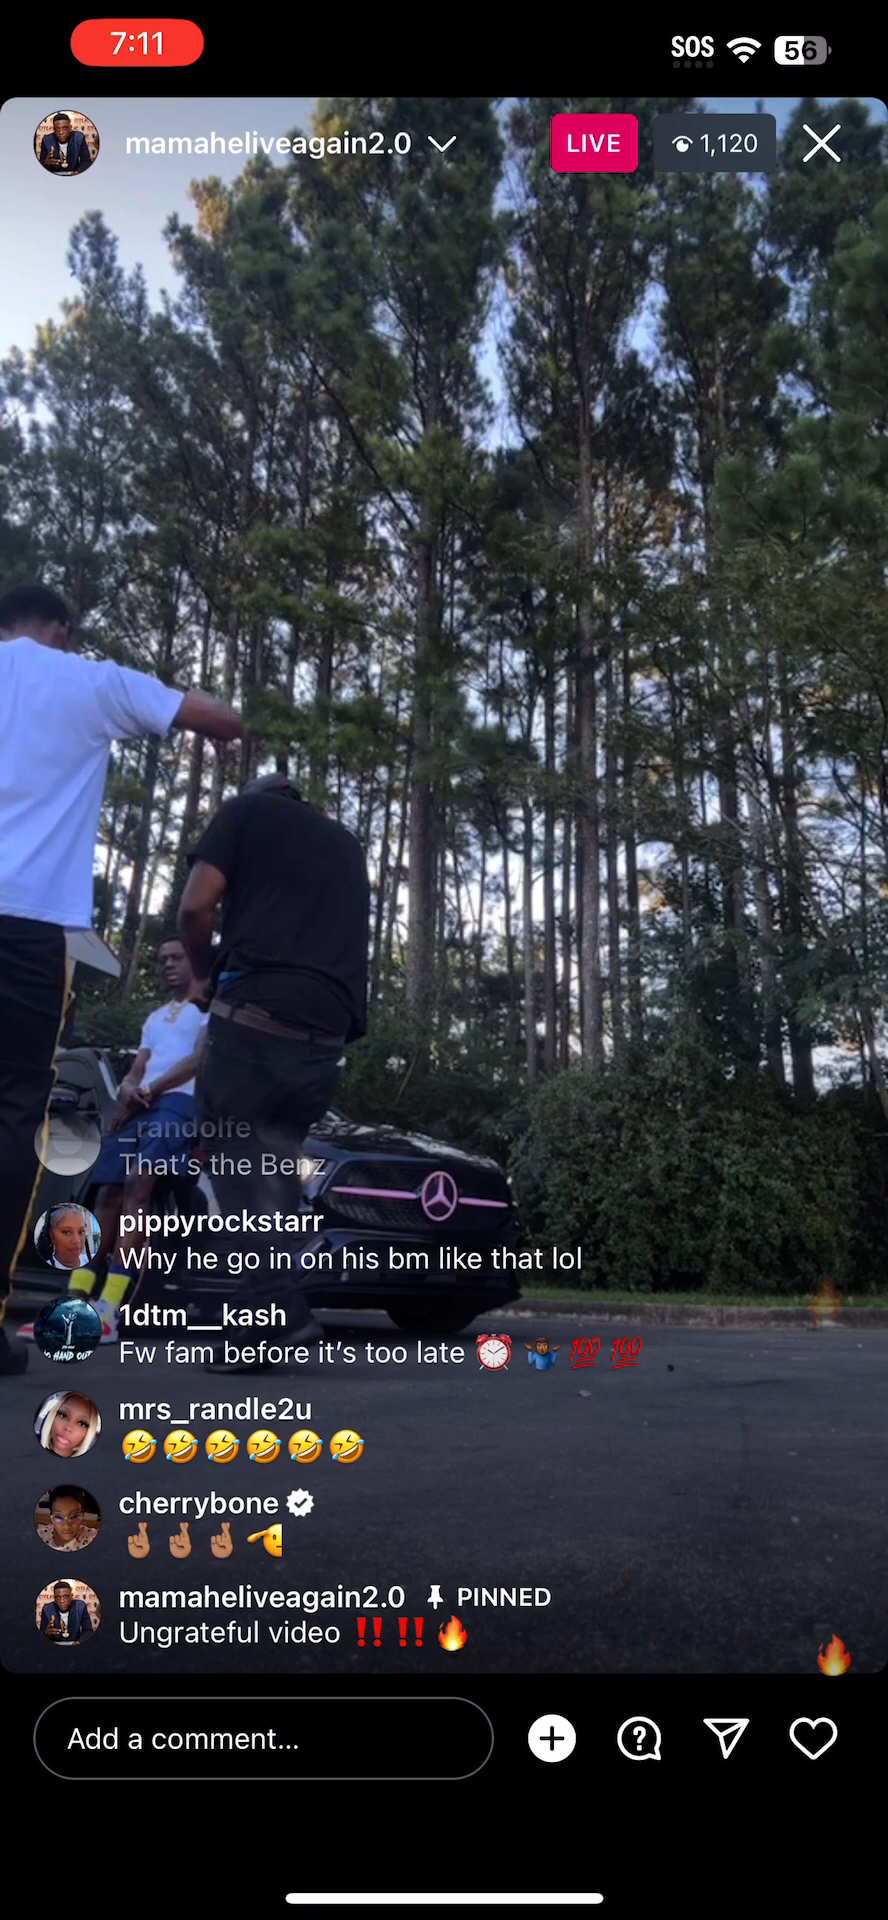 7:11
SOS
56
mamaheliveagain2.0
LIVE
1,120
_randolfe
That's the Benz
pippyrockstarr
Why he go in on his bm like that lol
1dtm__kash
Fw fam before it's too late ⏰ 🤷🏾‍♂️ 💯 💯
mrs_randle2u
🤣🤣🤣🤣🤣🤣
cherrybone
🤞🏽🤞🏽🤞🏽🫡
mamaheliveagain2.0 PINNED
Ungrateful video ‼️ ‼️ 🔥
Add a comment...